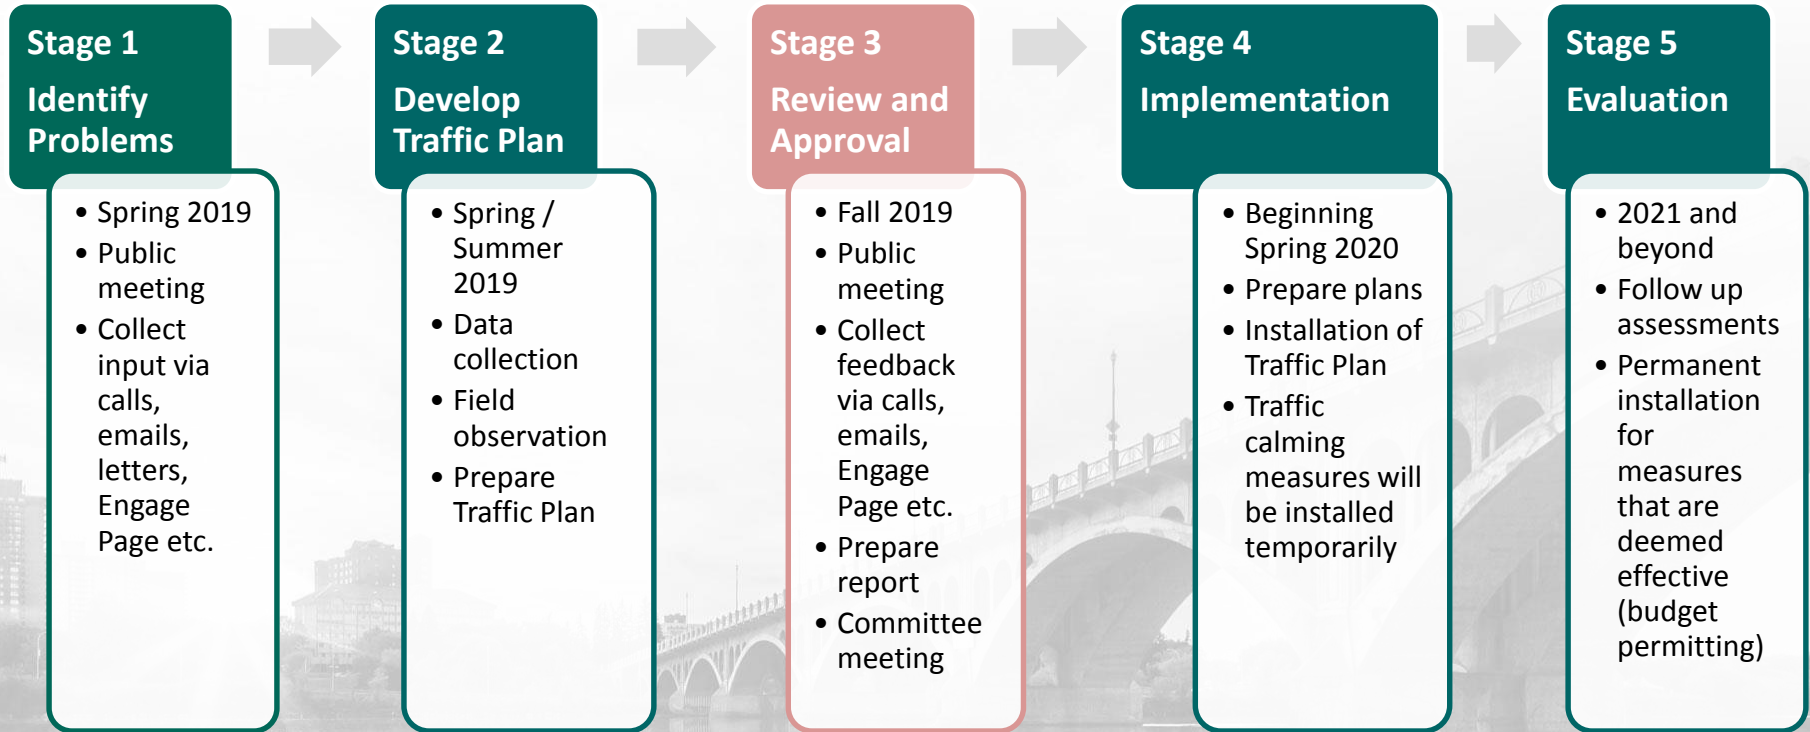 Stage 1
Identify
Problems
• Spring 2019
• Public
meeting
• Collect
input via
calls,
emails,
letters,
Engage
Page etc.
Stage 2
Develop
Traffic Plan
• Spring /
Summer
2019
• Data
collection
• Field
observation
• Prepare
Traffic Plan
Stage 3
Review and
Approval
• Fall 2019
• Public
meeting
• Collect
feedback
via calls,
emails,
Engage
Page etc.
• Prepare
report
• Committee
meeting
Stage 4
Implementation
• Beginning
Spring 2020
• Prepare plans
• Installation of
Traffic Plan
• Traffic
calming
measures will
be installed
temporarily
Stage 5
Evaluation
• 2021 and
beyond
• Follow up
assessments
• Permanent
installation
for
measures
that are
deemed
effective
(budget
permitting)